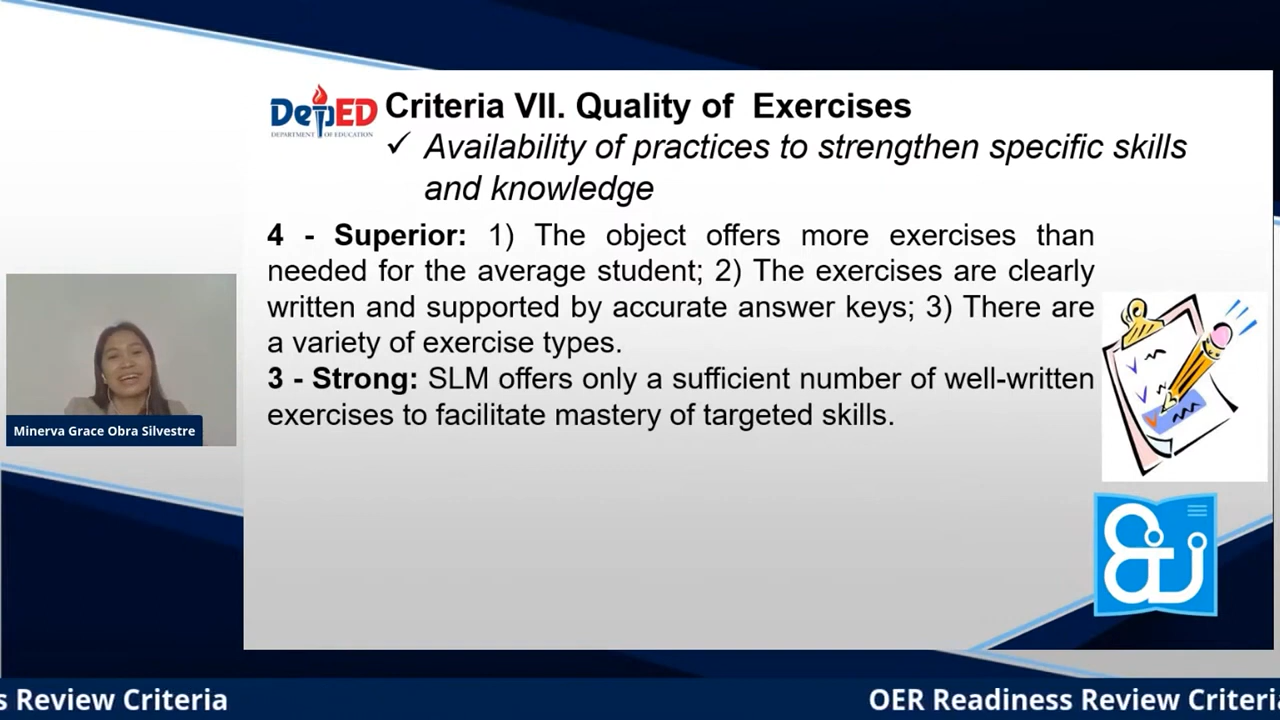 DepED
DEPARTMENT OF EDUCATION
Criteria VII. Quality of Exercises
✓ Availability of practices to strengthen specific skills
and knowledge
4 - Superior: 1) The object offers more exercises than
needed for the average student; 2) The exercises are clearly
written and supported by accurate answer keys; 3) There are
a variety of exercise types.
3 - Strong: SLM offers only a sufficient number of well-written
exercises to facilitate mastery of targeted skills.
Minerva Grace Obra Silvestre
s Review Criteria
OER Readiness Review Criteria